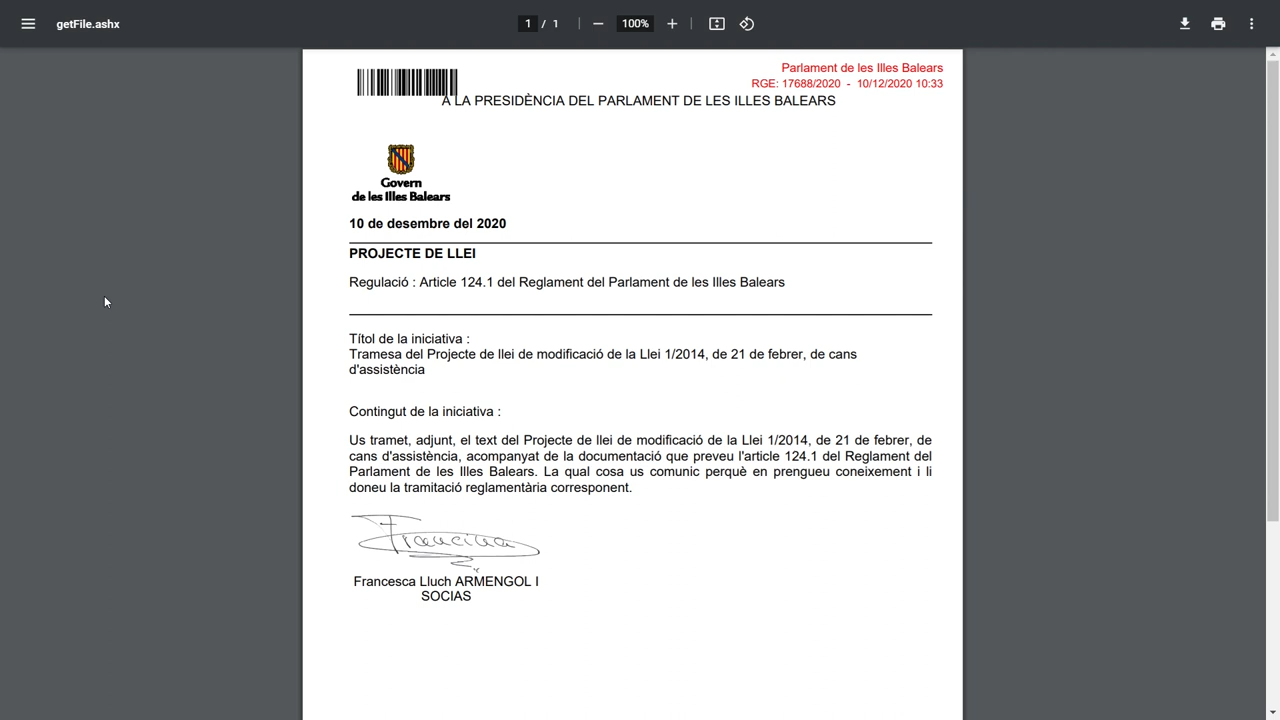 getFile.ashx
1 / 1
100%
Parlament de les Illes Balears
RGE: 17688/2020 - 10/12/2020 10:33
A LA PRESIDÈNCIA DEL PARLAMENT DE LES ILLES BALEARS
Govern
de les Illes Balears
10 de desembre del 2020
PROJECTE DE LLEI
Regulació : Article 124.1 del Reglament del Parlament de les Illes Balears
Títol de la iniciativa :
Tramesa del Projecte de llei de modificació de la Llei 1/2014, de 21 de febrer, de cans
d'assistència
Contingut de la iniciativa :
Us tramet, adjunt, el text del Projecte de llei de modificació de la Llei 1/2014, de 21 de febrer, de
cans d'assistència, acompanyat de la documentació que preveu l'article 124.1 del Reglament del
Parlament de les Illes Balears. La qual cosa us comunic perquè en prengueu coneixement i li
doneu la tramitació reglamentària corresponent.
Francina
Francesca Lluch ARMENGOL I
SOCIAS